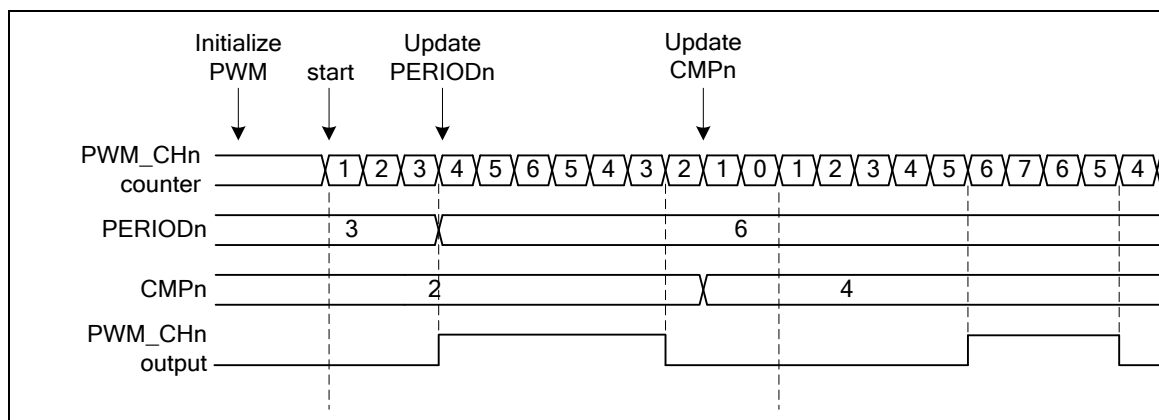 Initialize
PWM
start
Update
PERIODn
Update
CMPn
PWM_CHn
counter
1 2 3 4 5 6 5 4 3 2 1 0 1 2 3 4 5 6 7 6 5 4
PERIODn
3 6
CMPn
2 4
PWM_CHn
output